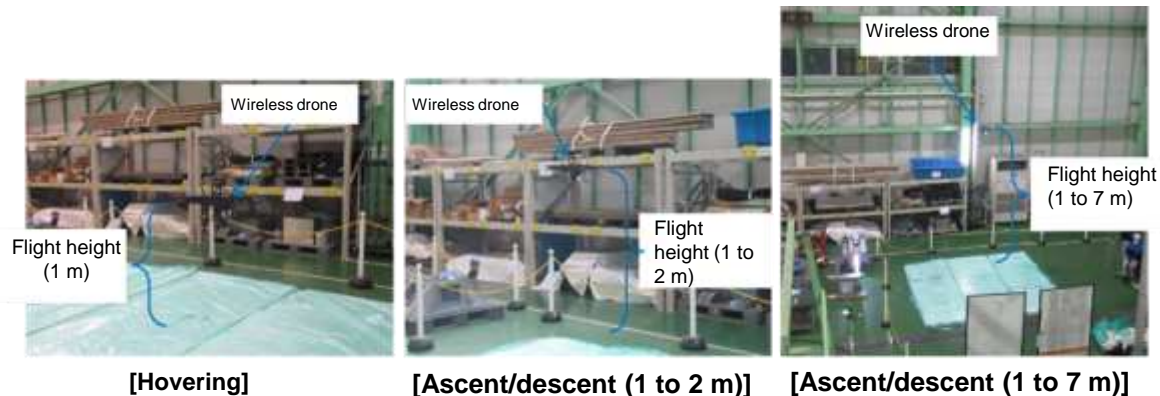 Wireless drone
Flight height
(1 m)
[Hovering]
Wireless drone
Flight
height (1 to
2 m)
[Ascent/descent (1 to 2 m)]
Wireless drone
Flight height
(1 to 7 m)
[Ascent/descent (1 to 7 m)]